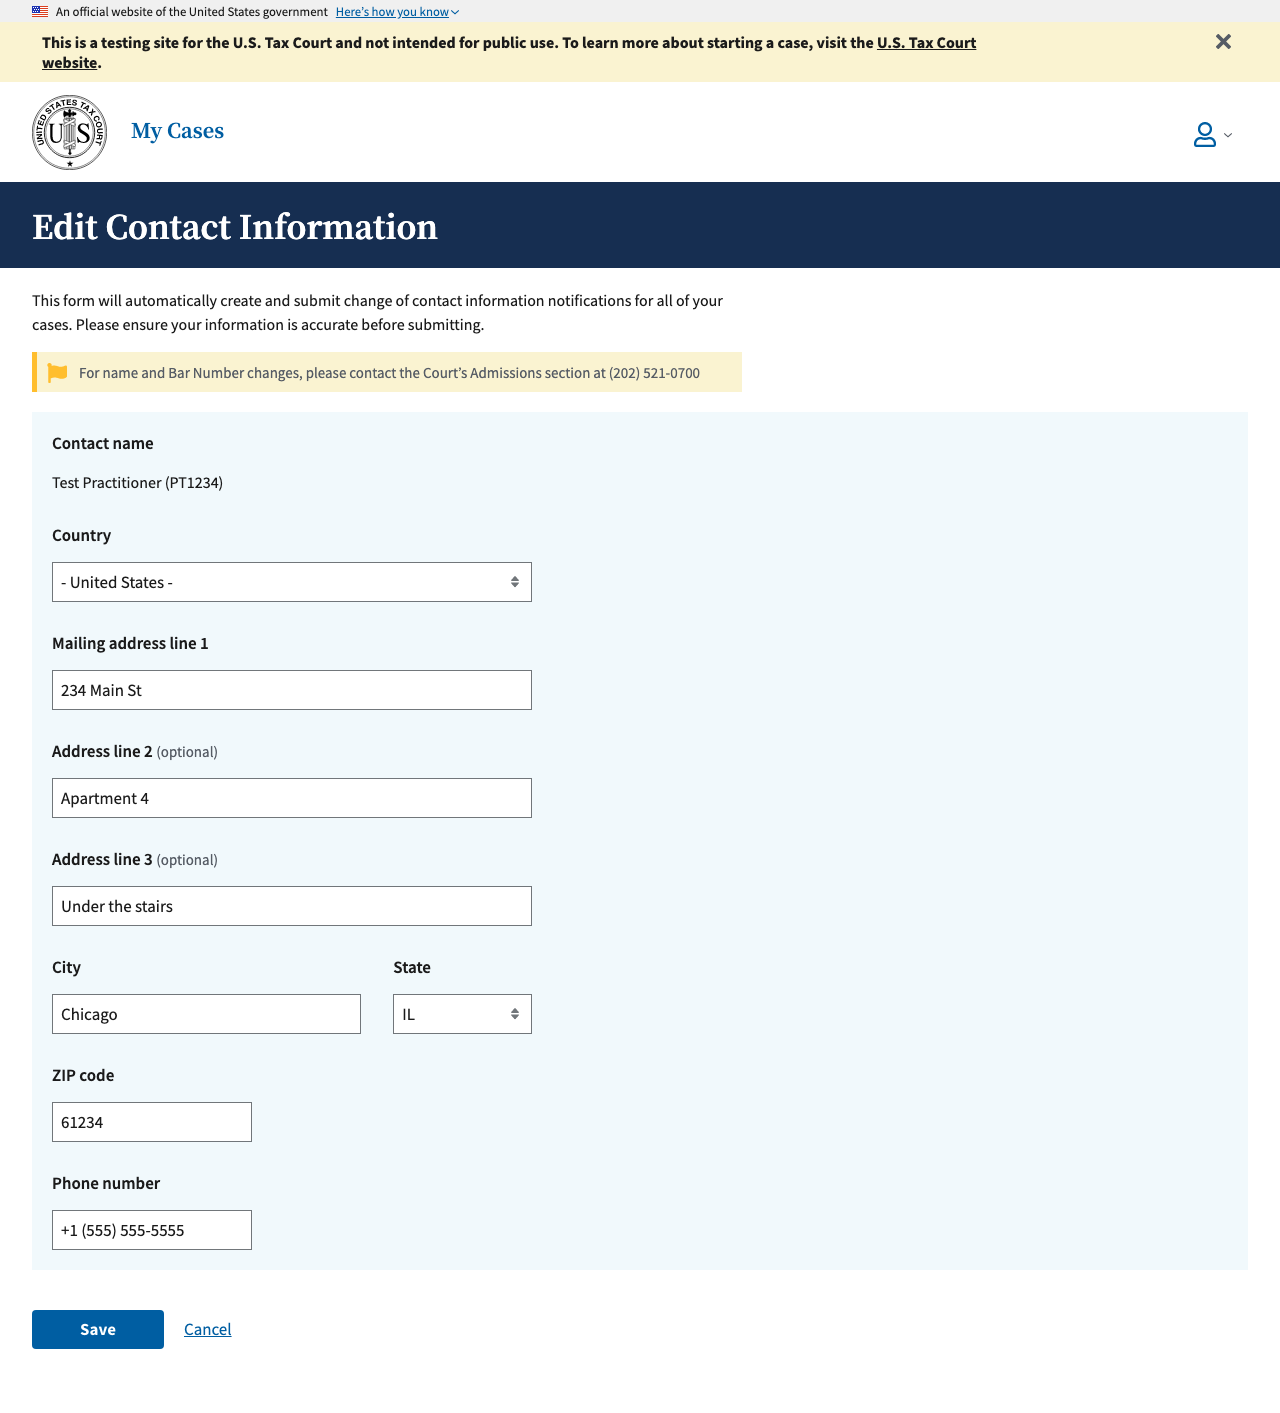 An official website of the United States government Here's how you know
This is a testing site for the U.S. Tax Court and not intended for public use. To learn more about starting a case, visit the U.S. Tax Court
website.
UNITED STATES TAX COURT
US
My Cases
Edit Contact Information
This form will automatically create and submit change of contact information notifications for all of your
cases. Please ensure your information is accurate before submitting.
For name and Bar Number changes, please contact the Court's Admissions section at (202) 521-0700
Contact name
Test Practitioner (PT1234)
Country
- United States -
Mailing address line 1
234 Main St
Address line 2 (optional)
Apartment 4
Address line 3 (optional)
Under the stairs
City State
Chicago IL
ZIP code
61234
Phone number
+1 (555) 555-5555
Save Cancel